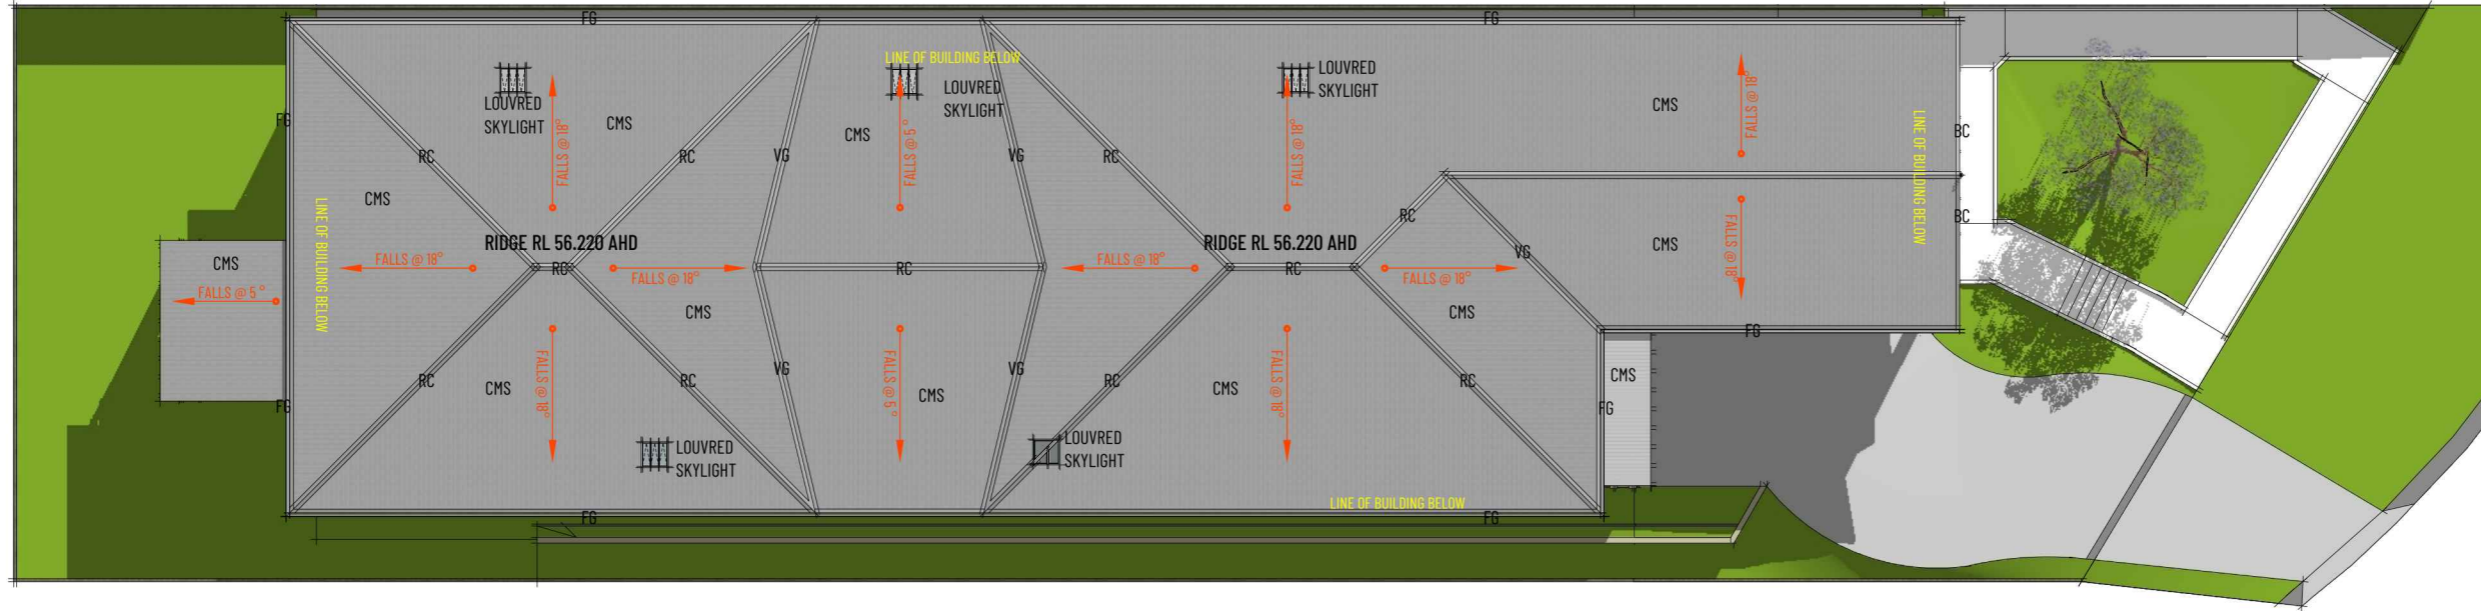 FG
FG
LINE OF BUILDING BELOW
LOUVRED
SKYLIGHT
LOUVRED
SKYLIGHT
LOUVRED
SKYLIGHT
CMS
CMS
CMS
FG
FALLS @ 18°
FALLS @ 5 °
FALLS @ 18°
FALLS @ 18°
BC
RC
RC
VG
VG
RC
CMS
LINE OF BUILDING BELOW
LINE OF BUILDING BELOW
RC
BC
RIDGE RL 56.220 AHD
RIDGE RL 56.220 AHD
CMS
CMS
VG
FALLS @ 18°
FALLS @ 18°
FALLS @ 18°
FALLS @ 18°
FALLS @ 18°
RC
RC
RC
FALLS @ 5 °
CMS
CMS
FG
FALLS @ 18°
FALLS @ 5 °
FALLS @ 18°
VG
VG
CMS
RC
RC
RC
RC
CMS
CMS
CMS
FG
FG
LOUVRED
SKYLIGHT
LOUVRED
SKYLIGHT
LINE OF BUILDING BELOW
FG
FG